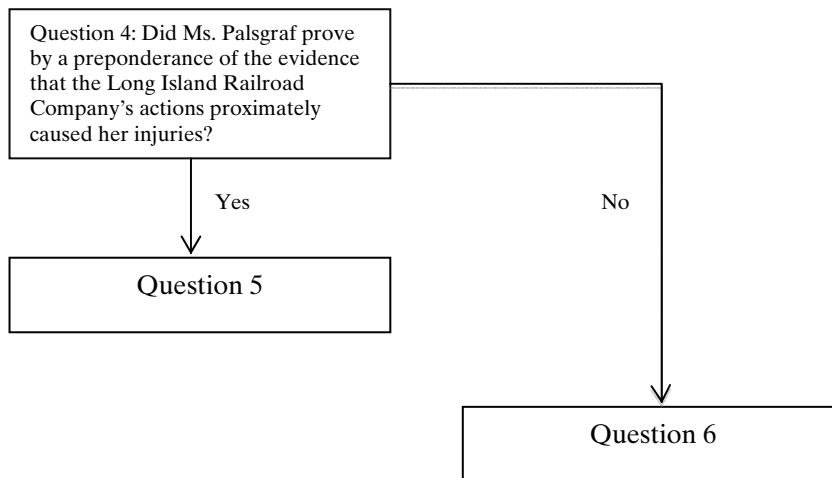 Question 4: Did Ms. Palsgraf prove
by a preponderance of the evidence
that the Long Island Railroad
Company’s actions proximately
caused her injuries?
Yes
No
Question 5
Question 6